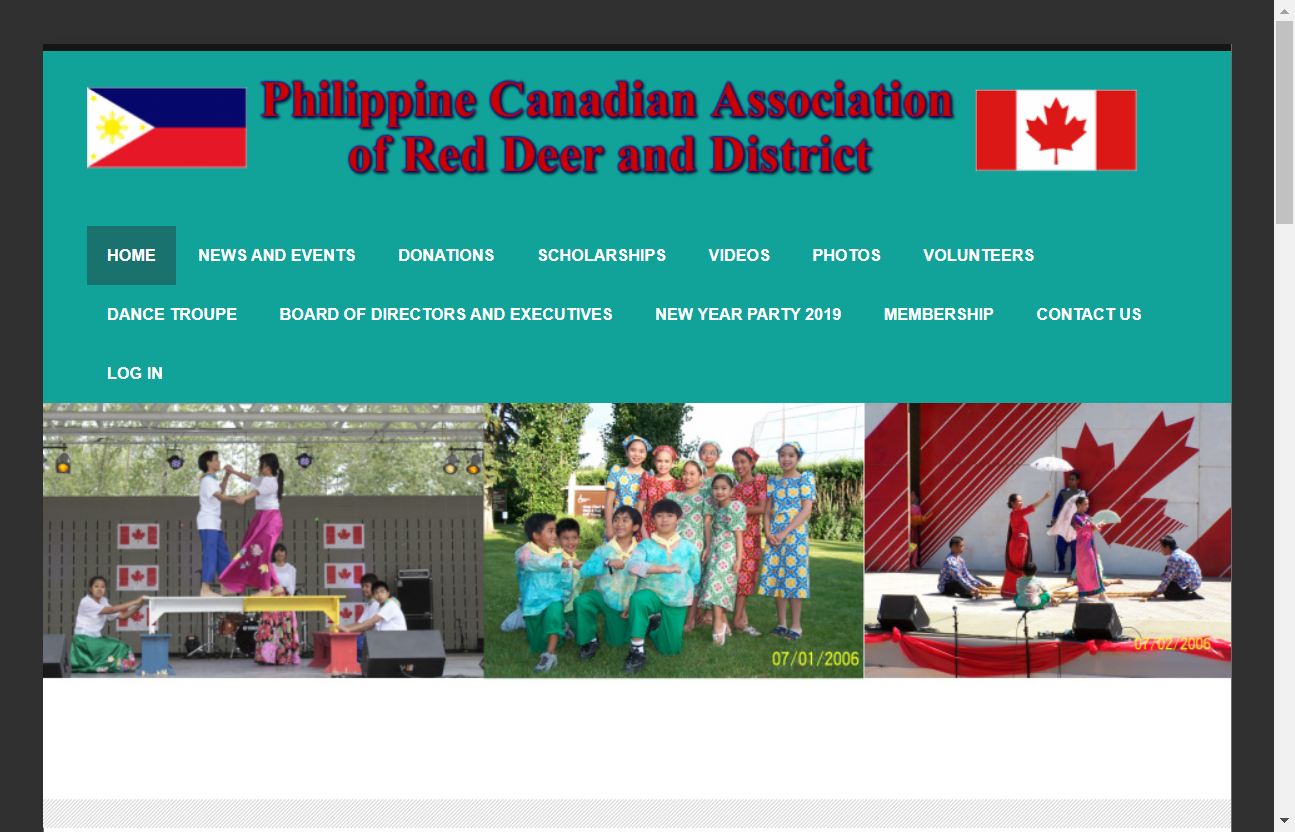 Philippine Canadian Association
of Red Deer and District
HOME NEWS AND EVENTS DONATIONS SCHOLARSHIPS VIDEOS PHOTOS VOLUNTEERS
DANCE TROUPE BOARD OF DIRECTORS AND EXECUTIVES NEW YEAR PARTY 2019 MEMBERSHIP CONTACT US
LOG IN
07/01/2006
07/02/2006